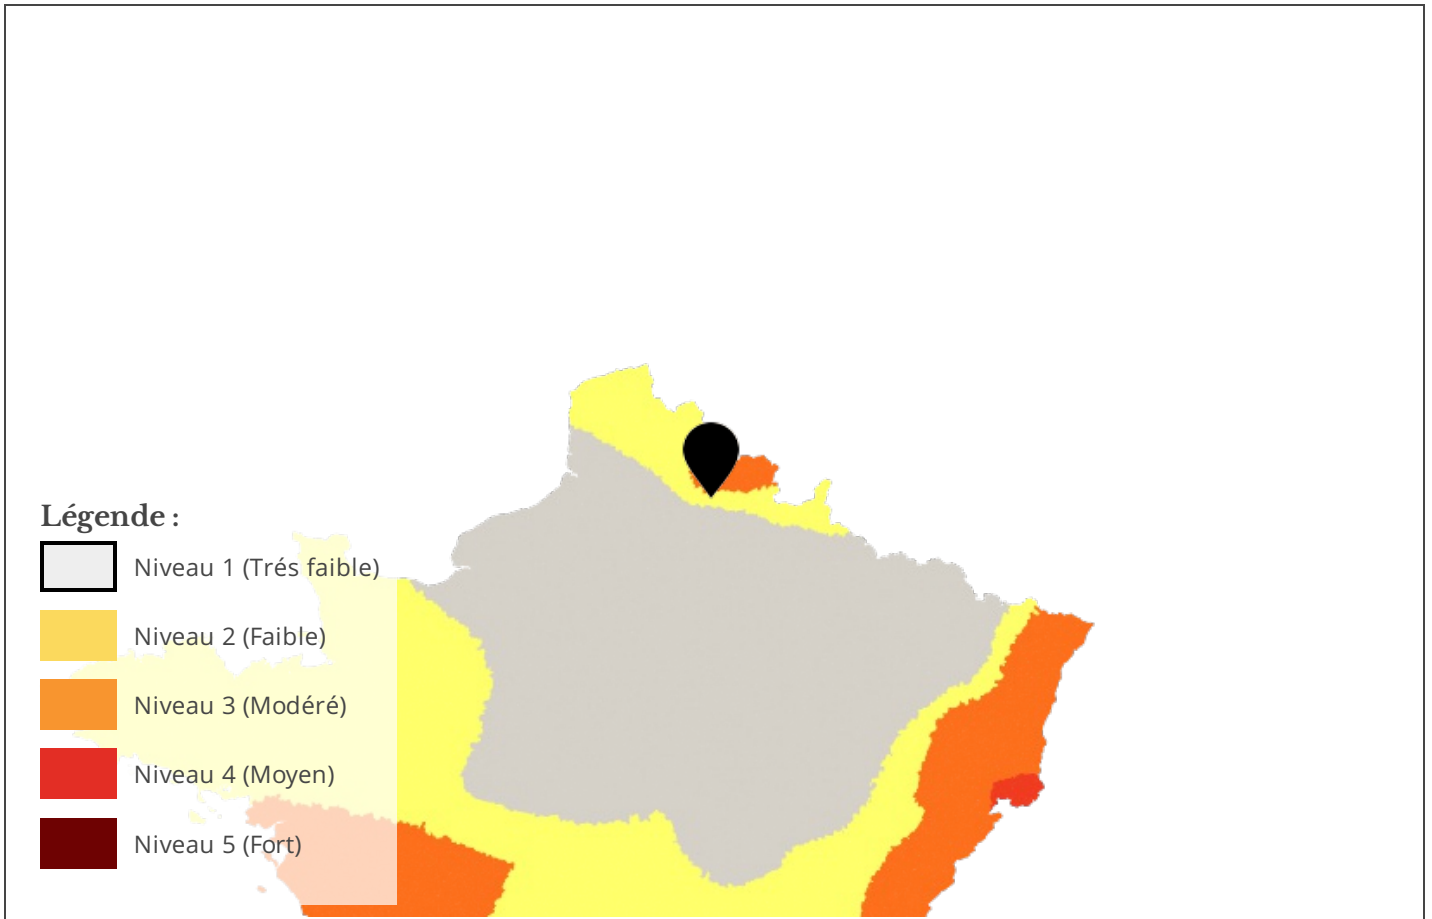 Légende :
Niveau 1 (Trés faible)
Niveau 2 (Faible)
Niveau 3 (Modéré)
Niveau 4 (Moyen)
Niveau 5 (Fort)